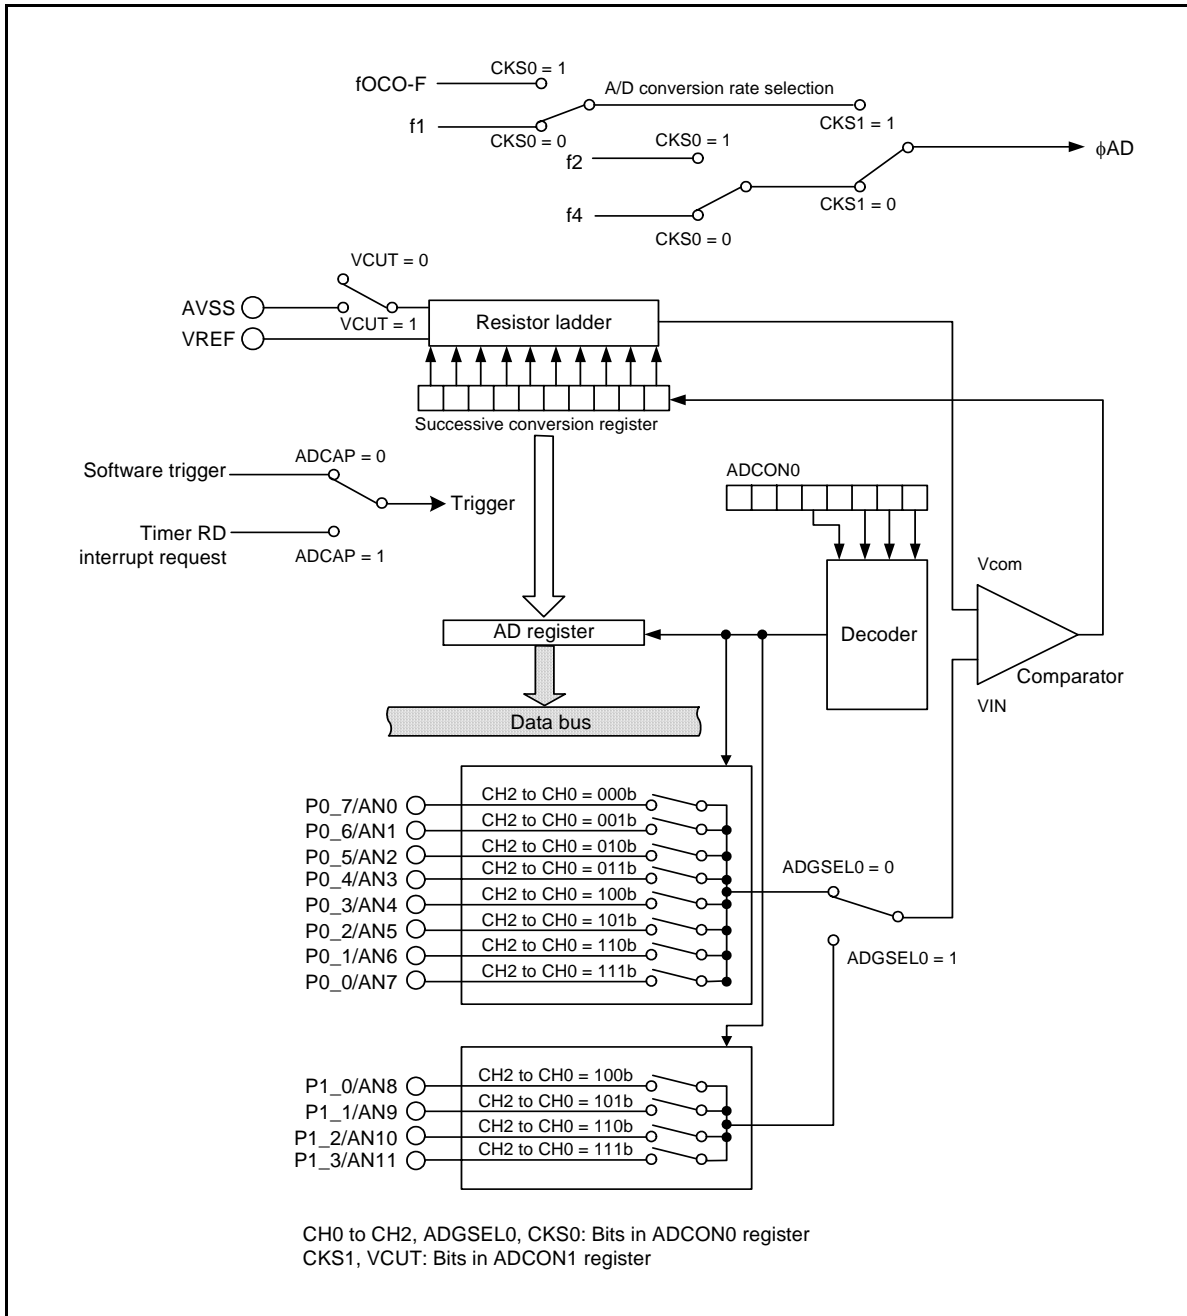 CKS0 = 1
fOCO-F
A/D conversion rate selection
f1
CKS0 = 0
CKS1 = 1
CKS0 = 1
f2
ϕAD
CKS1 = 0
f4
CKS0 = 0
VCUT = 0
AVSS
VCUT = 1
VREF
Resistor ladder
Successive conversion register
Software trigger
ADCAP = 0
Trigger
Timer RD
interrupt request
ADCAP = 1
ADCON0
Vcom
Decoder
Comparator
VIN
AD register
Data bus
P0_7/AN0
CH2 to CH0 = 000b
P0_6/AN1
CH2 to CH0 = 001b
P0_5/AN2
CH2 to CH0 = 010b
P0_4/AN3
CH2 to CH0 = 011b
P0_3/AN4
CH2 to CH0 = 100b
P0_2/AN5
CH2 to CH0 = 101b
P0_1/AN6
CH2 to CH0 = 110b
P0_0/AN7
CH2 to CH0 = 111b
ADGSEL0 = 0
ADGSEL0 = 1
P1_0/AN8
CH2 to CH0 = 100b
P1_1/AN9
CH2 to CH0 = 101b
P1_2/AN10
CH2 to CH0 = 110b
P1_3/AN11
CH2 to CH0 = 111b
CH0 to CH2, ADGSEL0, CKS0: Bits in ADCON0 register
CKS1, VCUT: Bits in ADCON1 register